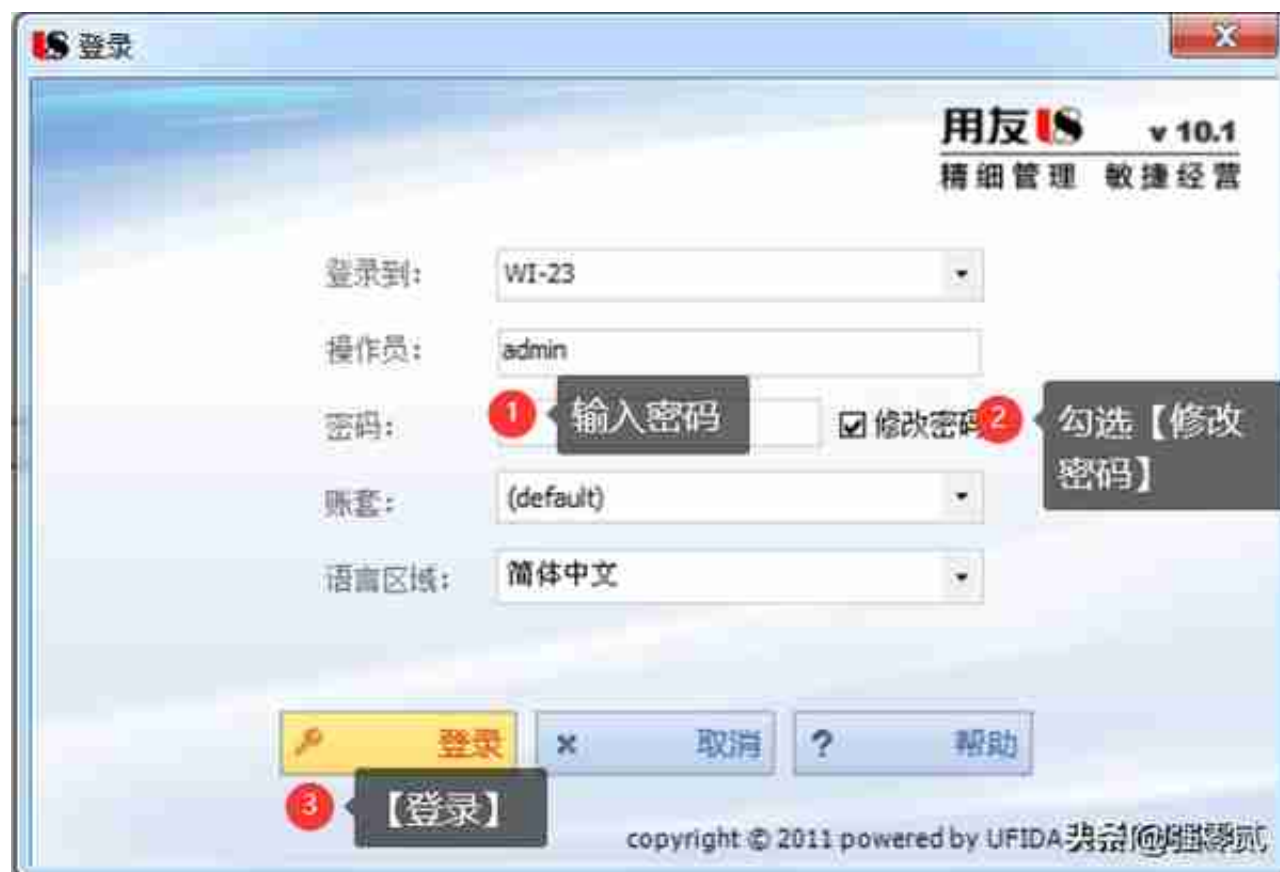 登录
用友U8 v 10.1
精细管理 敏捷经营
登录到: WI-23
操作员: admin
密码: 1 输入密码 修改密码 2 勾选【修改
密码】
账套: (default)
语言区域: 简体中文
登录 取消 ? 帮助
3 【登录】
copyright © 2011 powered by UFIDA